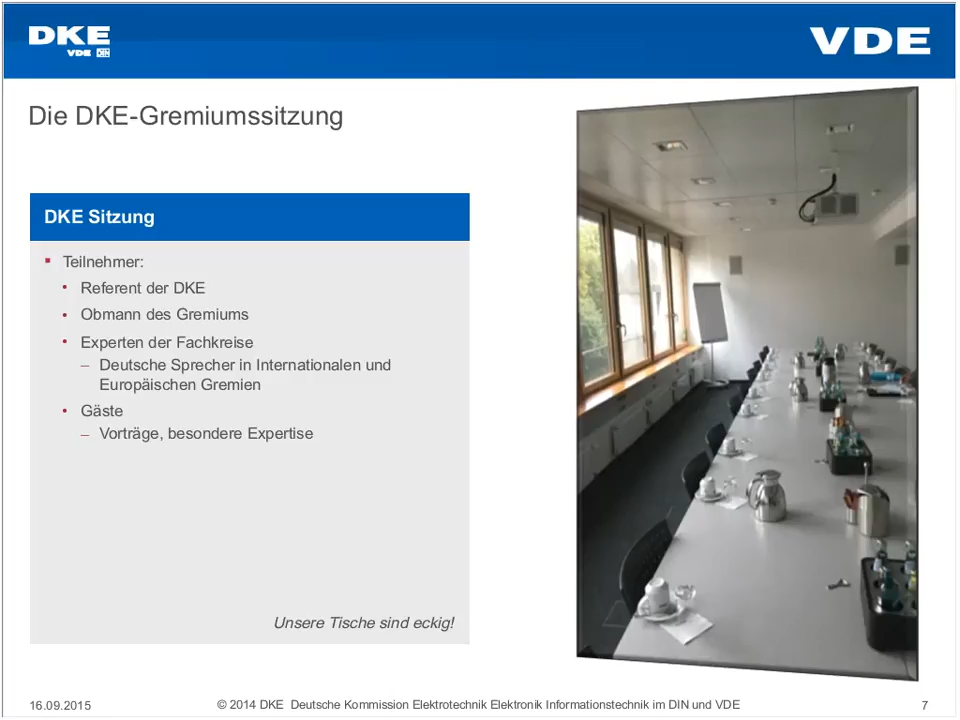 DKE
VDE DIN
VDE
Die DKE-Gremiumssitzung
DKE Sitzung
Teilnehmer:
Referent der DKE
Obmann des Gremiums
Experten der Fachkreise
– Deutsche Sprecher in Internationalen und
Europäischen Gremien
Gäste
– Vorträge, besondere Expertise
Unsere Tische sind eckig!
16.09.2015
© 2014 DKE Deutsche Kommission Elektrotechnik Elektronik Informationstechnik im DIN und VDE
7